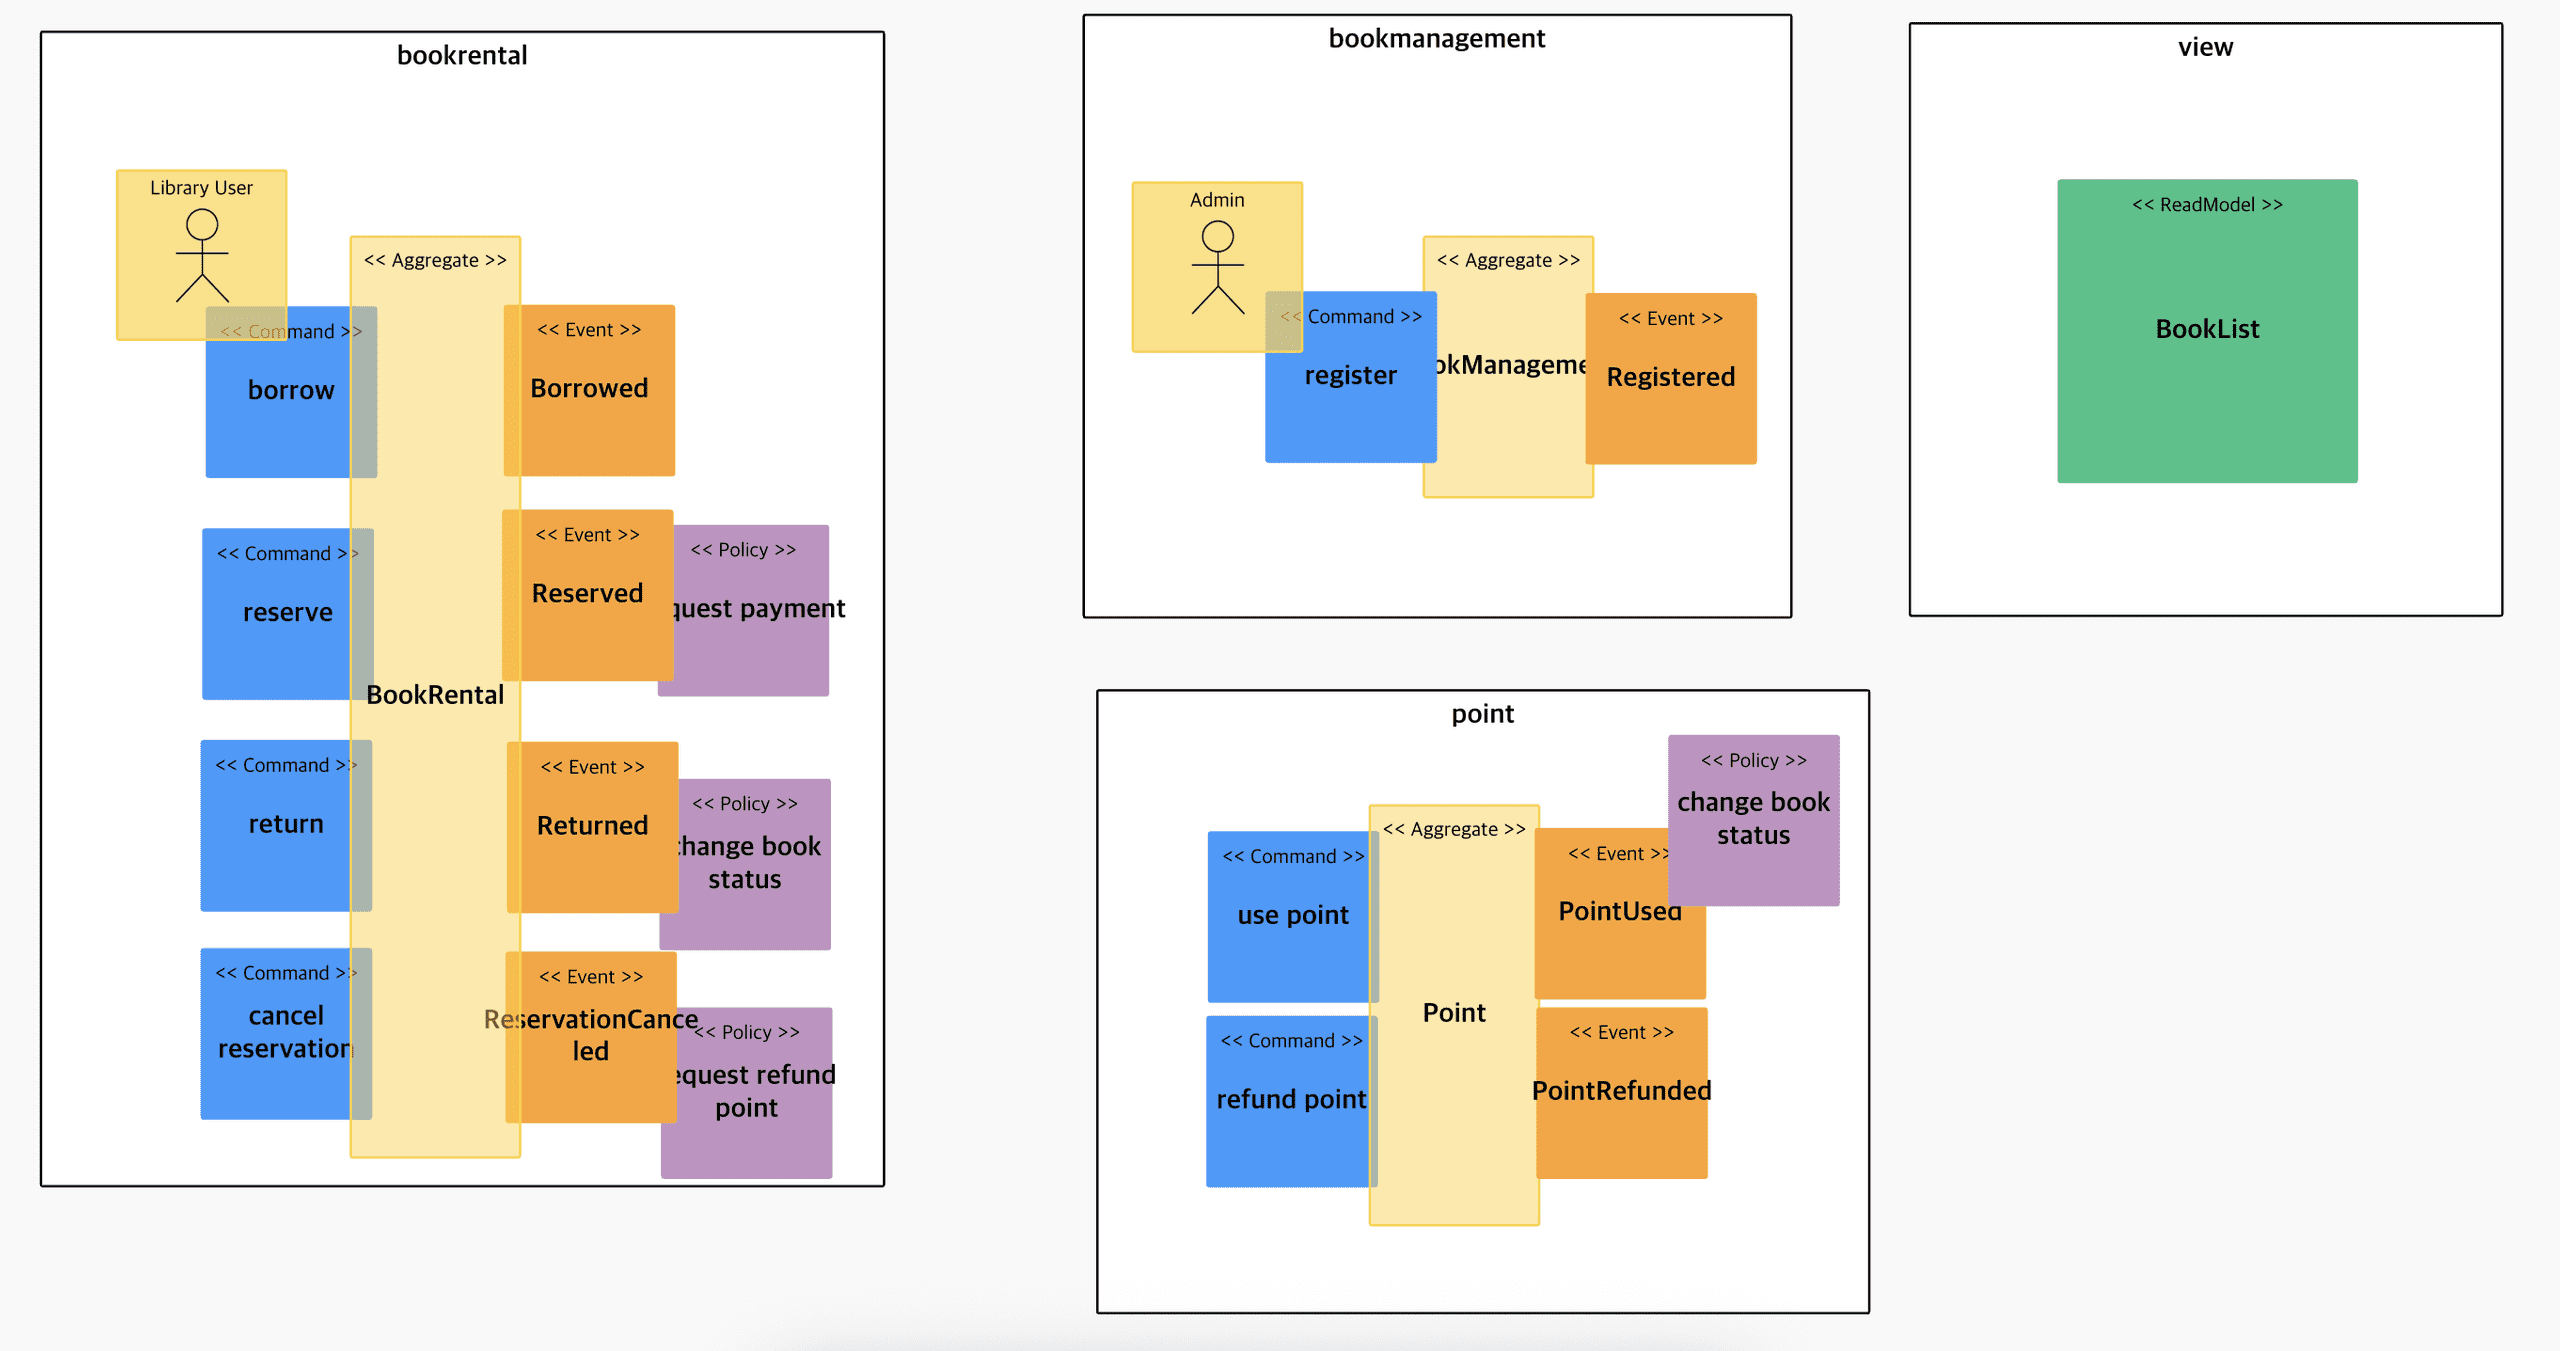 bookrental
Library User
<< Aggregate >>
<< Command >>
borrow
<< Event >>
Borrowed
<< Command >>
reserve
<< Event >>
Reserved
<< Policy >>
quest payment
BookRental
<< Command >>
return
<< Event >>
Returned
<< Policy >>
change book
status
<< Command >>
cancel
reservation
<< Event >>
ReservationCance
led
<< Policy >>
equest refund
point
bookmanagement
Admin
<< Aggregate >>
<< Command >>
register
okManageme
<< Event >>
Registered
view
<< ReadModel >>
BookList
point
<< Policy >>
change book
status
<< Aggregate >>
<< Command >>
use point
<< Event >>
PointUsed
Point
<< Command >>
refund point
<< Event >>
PointRefunded